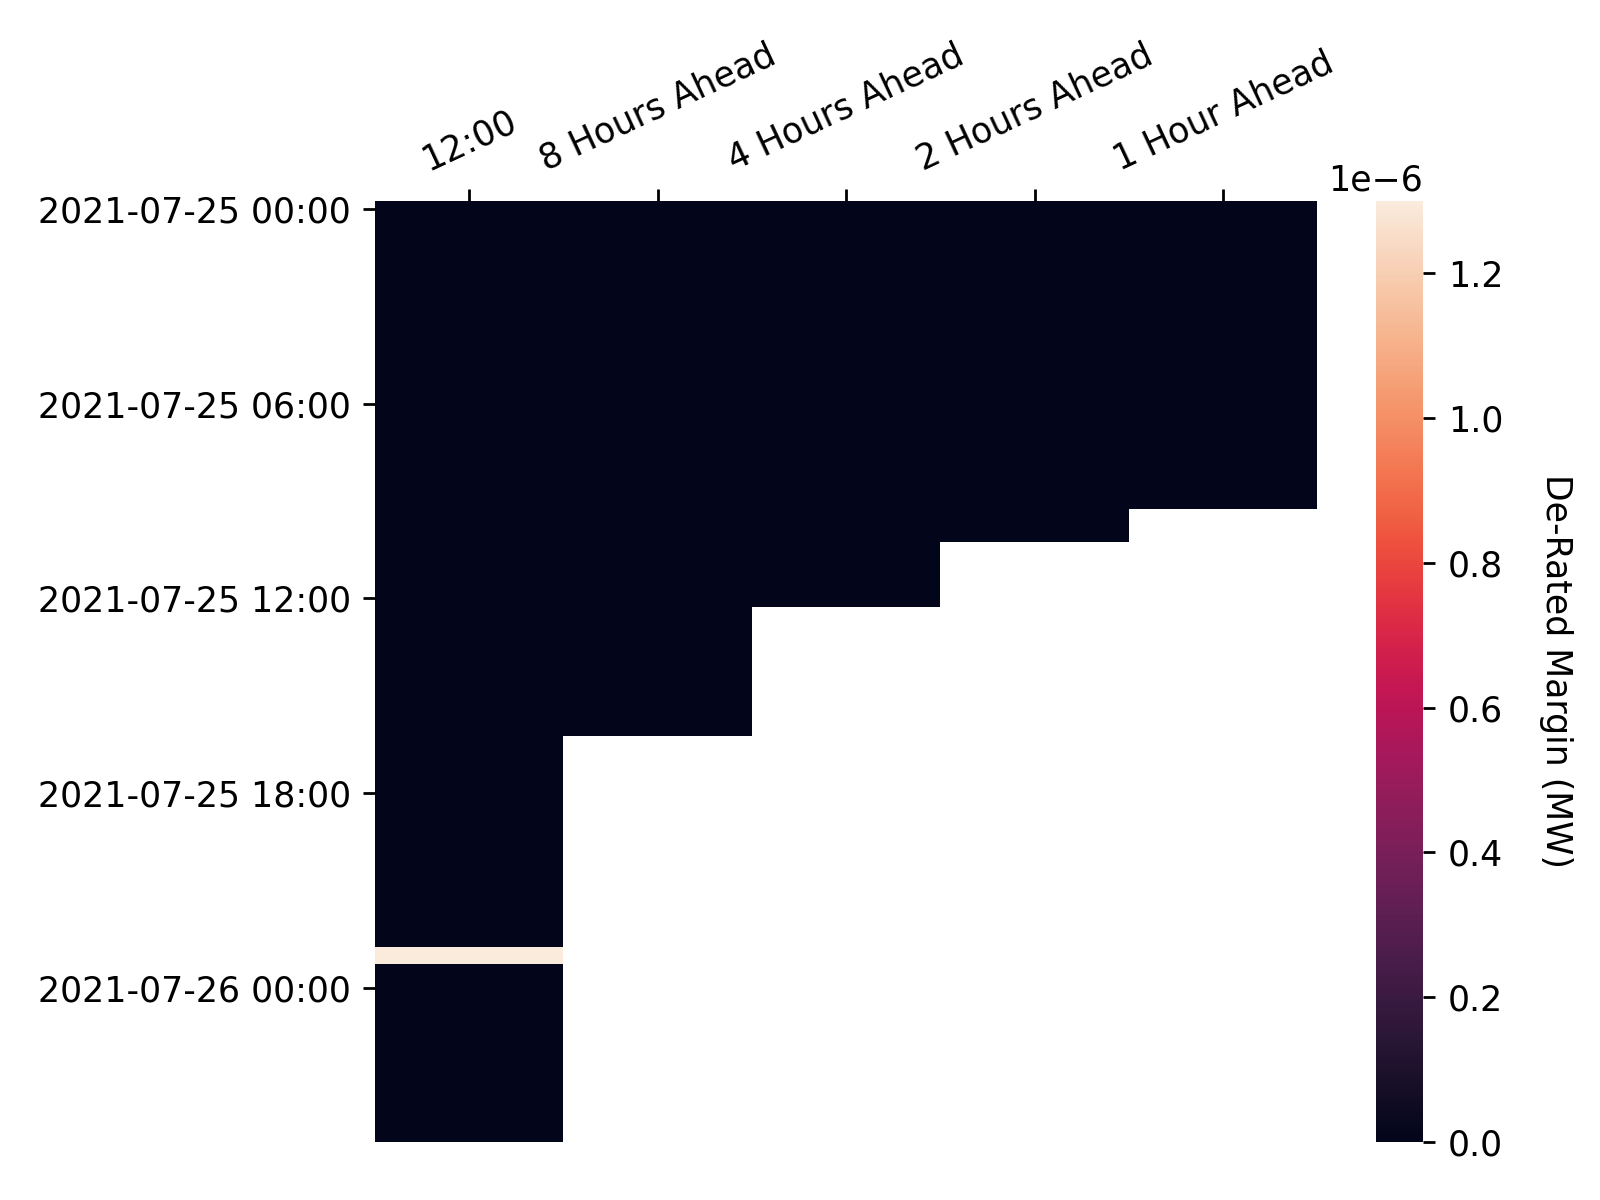 12:00
8 Hours Ahead
4 Hours Ahead
2 Hours Ahead
1 Hour Ahead
1e−6
2021-07-25 00:00
2021-07-25 06:00
2021-07-25 12:00
2021-07-25 18:00
2021-07-26 00:00
1.2
1.0
0.8
0.6
0.4
0.2
0.0
De-Rated Margin (MW)